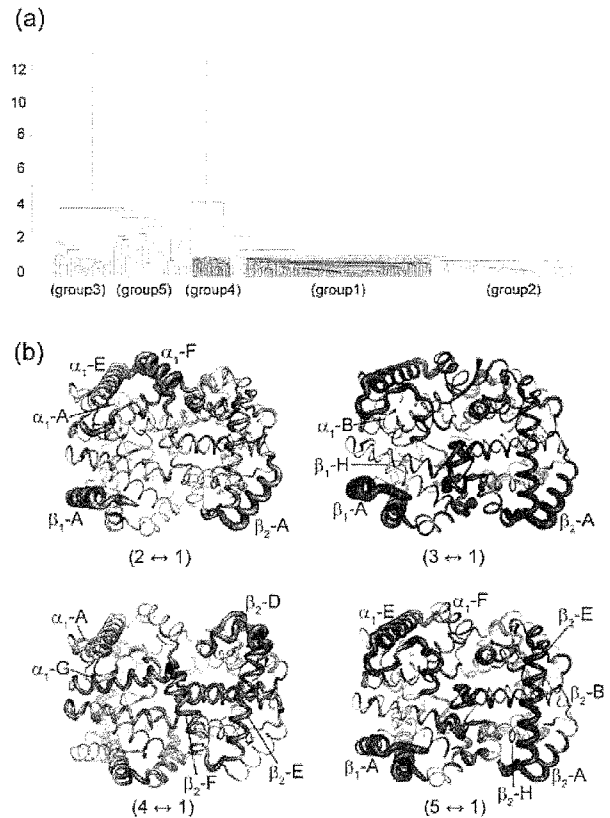 (a)
12
10
8
6
4
2
0
(group3) (group5) (group4) (group1) (group2)
(b)
α₁-E α₁-F
α₁-A
β₁-A β₂-A
(2 ↔ 1)
α₁-B
β₁-H
β₁-A β₂-A
(3 ↔ 1)
α₁-A β₂-D
α₁-G
β₂-F β₂-E
(4 ↔ 1)
α₁-E α₁-F β₂-E
β₂-B
β₁-A β₂-H β₂-A
(5 ↔ 1)